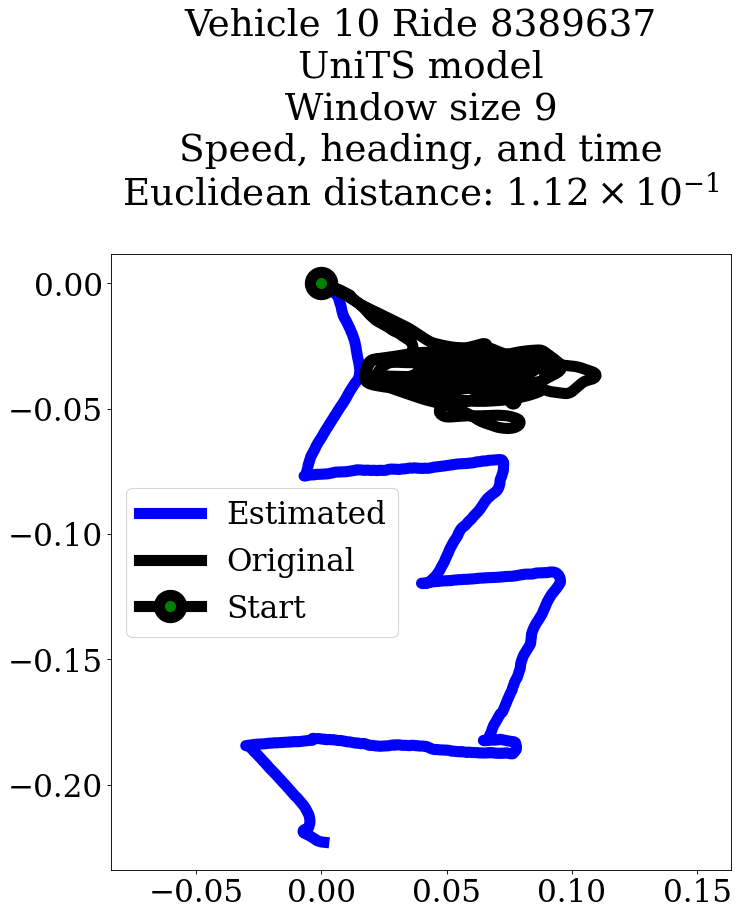 Vehicle 10 Ride 8389637
UniTS model
Window size 9
Speed, heading, and time
Euclidean distance: 1.12 × 10⁻¹
0.00
−0.05
−0.10
−0.15
−0.20
Estimated
Original
Start
−0.05 0.00 0.05 0.10 0.15